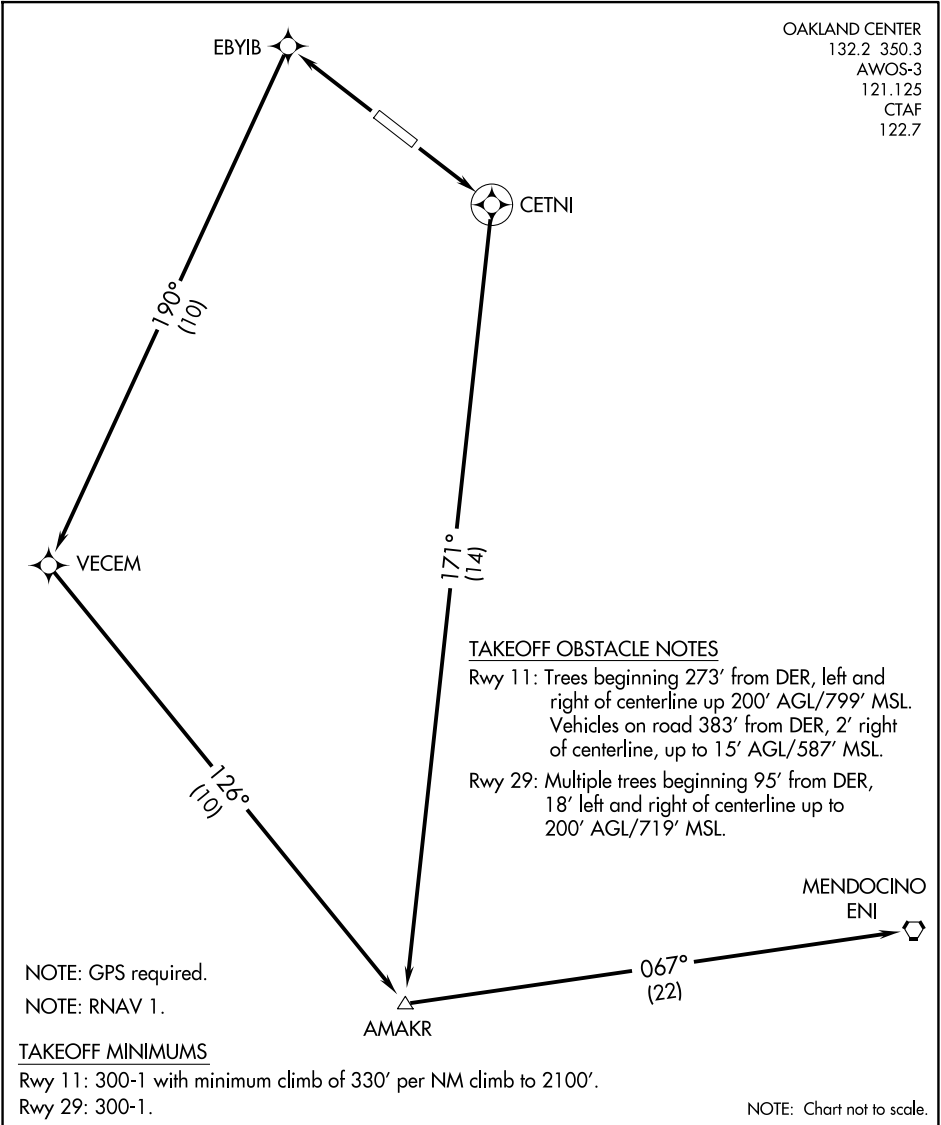 OAKLAND CENTER
132.2 350.3
AWOS-3
121.125
CTAF
122.7
EBYIB
CETNI
190°
(10)
171°
(14)
VECEM
TAKEOFF OBSTACLE NOTES
Rwy 11: Trees beginning 273' from DER, left and
right of centerline up 200' AGL/799' MSL.
Vehicles on road 383' from DER, 2' right
of centerline, up to 15' AGL/587' MSL.
Rwy 29: Multiple trees beginning 95' from DER,
18' left and right of centerline up to
200' AGL/719' MSL.
126°
(10)
MENDOCINO
ENI
067°
(22)
AMAKR
NOTE: GPS required.
NOTE: RNAV 1.
TAKEOFF MINIMUMS
Rwy 11: 300-1 with minimum climb of 330' per NM climb to 2100'.
Rwy 29: 300-1.
NOTE: Chart not to scale.